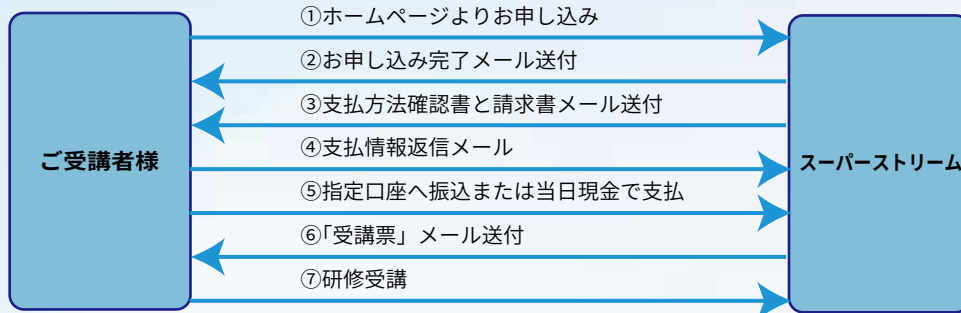 ①ホームページよりお申し込み
②お申し込み完了メール送付
③支払方法確認書と請求書メール送付
④支払情報返信メール
ご受講者様
スーパーストリーム
⑤指定口座へ振込または当日現金で支払
⑥「受講票」メール送付
⑦研修受講